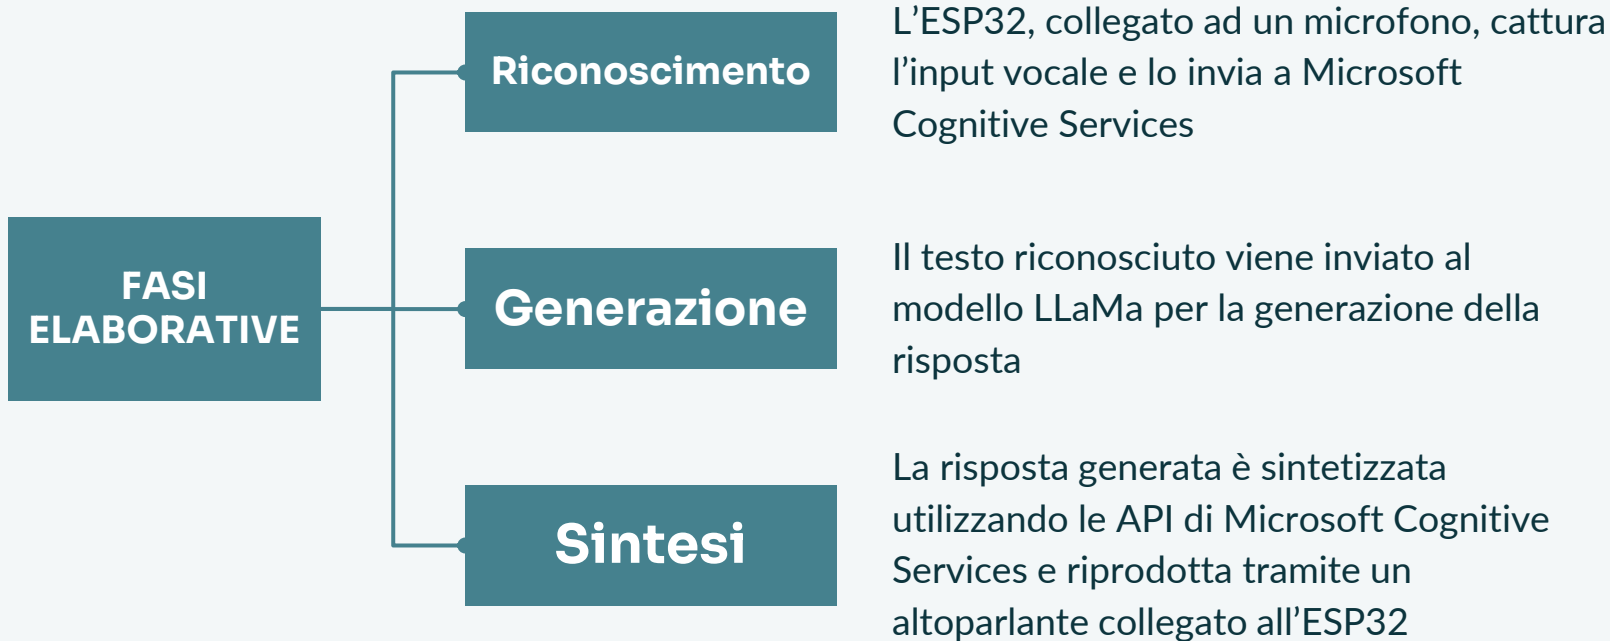 FASI
ELABORATIVE
Riconoscimento
L’ESP32, collegato ad un microfono, cattura
l’input vocale e lo invia a Microsoft
Cognitive Services
Generazione
Il testo riconosciuto viene inviato al
modello LLaMa per la generazione della
risposta
Sintesi
La risposta generata è sintetizzata
utilizzando le API di Microsoft Cognitive
Services e riprodotta tramite un
altoparlante collegato all’ESP32